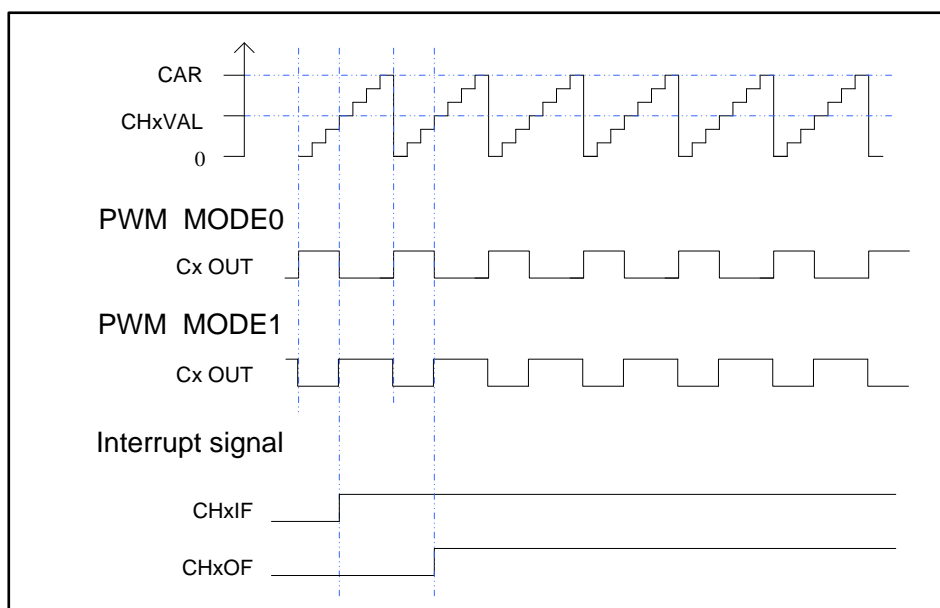 CAR
CHxVAL
0
PWM MODE0
Cx OUT
PWM MODE1
Cx OUT
Interrupt signal
CHxIF
CHxOF